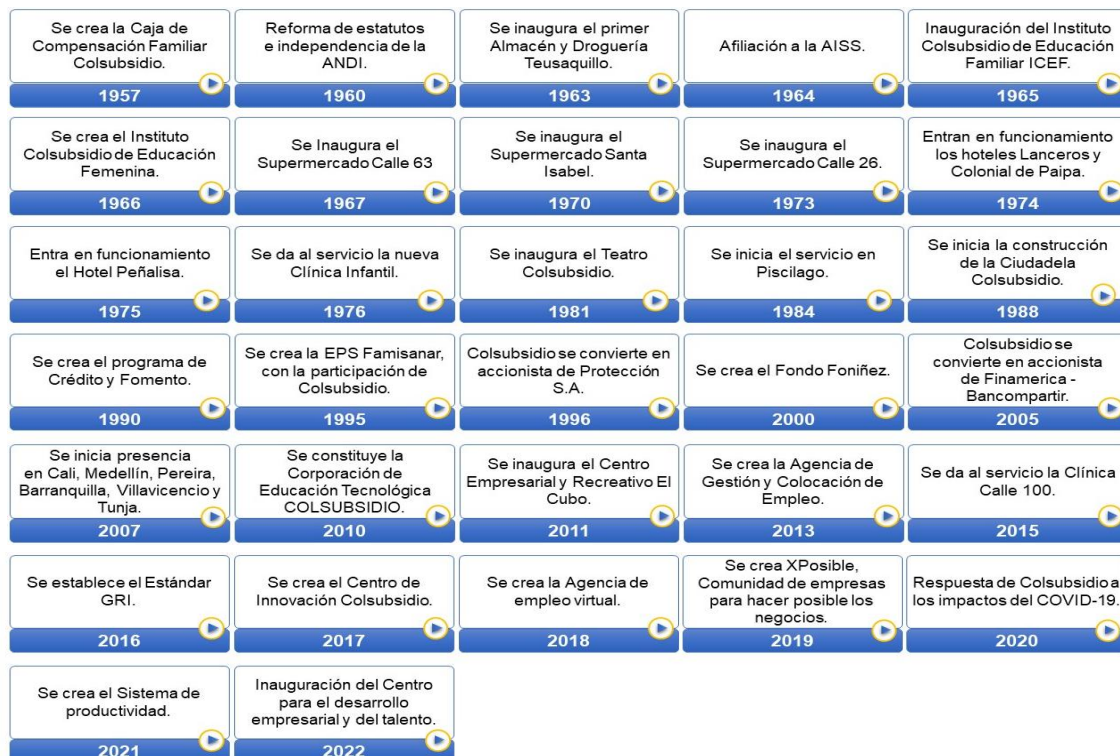 Se crea la Caja de
Compensación Familiar
Colsubsidio.
1957
Reforma de estatutos
e independencia de la
ANDI.
1960
Se inaugura el primer
Almacén y Droguería
Teusaquillo.
1963
Afiliación a la AISS.
1964
Inauguración del Instituto
Colsubsidio de Educación
Familiar ICEF.
1965
Se crea el Instituto
Colsubsidio de Educación
Femenina.
1966
Se Inaugura el
Supermercado Calle 63
1967
Se inaugura el
Supermercado Santa
Isabel.
1970
Se inaugura el
Supermercado Calle 26.
1973
Entran en funcionamiento
los hoteles Lanceros y
Colonial de Paipa.
1974
Entra en funcionamiento
el Hotel Peñalisa.
1975
Se da al servicio la nueva
Clínica Infantil.
1976
Se inaugura el Teatro
Colsubsidio.
1981
Se inicia el servicio en
Piscilago.
1984
Se inicia la construcción
de la Ciudadela
Colsubsidio.
1988
Se crea el programa de
Crédito y Fomento.
1990
Se crea la EPS Famisanar,
con la participación de
Colsubsidio.
1995
Colsubsidio se convierte en
accionista de Protección
S.A.
1996
Se crea el Fondo Foniñez.
2000
Colsubsidio se
convierte en accionista
de Finamerica -
Bancompartir.
2005
Se inicia presencia
en Cali, Medellín, Pereira,
Barranquilla, Villavicencio y
Tunja.
2007
Se constituye la
Corporación de
Educación Tecnológica
COLSUBSIDIO.
2010
Se inaugura el Centro
Empresarial y Recreativo El
Cubo.
2011
Se crea la Agencia de
Gestión y Colocación de
Empleo.
2013
Se da al servicio la Clínica
Calle 100.
2015
Se establece el Estándar
GRI.
2016
Se crea el Centro de
Innovación Colsubsidio.
2017
Se crea la Agencia de
empleo virtual.
2018
Se crea XPosible,
Comunidad de empresas
para hacer posible los
negocios.
2019
Respuesta de Colsubsidio a
los impactos del COVID-19.
2020
Se crea el Sistema de
productividad.
2021
Inauguración del Centro
para el desarrollo
empresarial y del talento.
2022